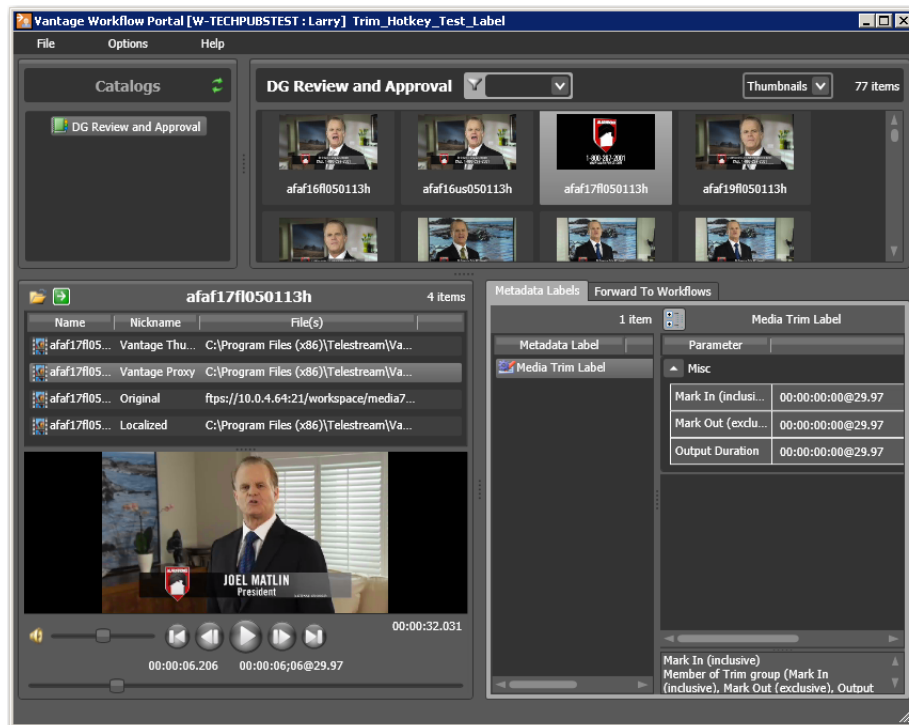 Vantage Workflow Portal [W-TECHPUBSTEST : Larry] Trim_Hotkey_Test_Label
File Options Help
Catalogs
DG Review and Approval
DG Review and Approval
Thumbnails
77 items
1-800-207-2001
afaf16fl050113h
afaf16us050113h
afaf17fl050113h
afaf19fl050113h
afaf17fl050113h
4 items
Name Nickname File(s)
afaf17fl05... Vantage Thu... C:\Program Files (x86)\Telestream\Va...
afaf17fl05... Vantage Proxy C:\Program Files (x86)\Telestream\Va...
afaf17fl05... Original ftps://10.0.4.64:21/workspace/media7...
afaf17fl05... Localized C:\Program Files (x86)\Telestream\Va...
JOEL MATLIN
President
00:00:32.031
00:00:06.206 00:00:06;06@29.97
Metadata Labels Forward To Workflows
1 item
Metadata Label
Media Trim Label
Media Trim Label
Parameter
Misc
Mark In (inclusi... 00:00:00:00@29.97
Mark Out (exclu... 00:00:00:00@29.97
Output Duration 00:00:00:00@29.97
Mark In (inclusive)
Member of Trim group (Mark In
(inclusive), Mark Out (exclusive), Output